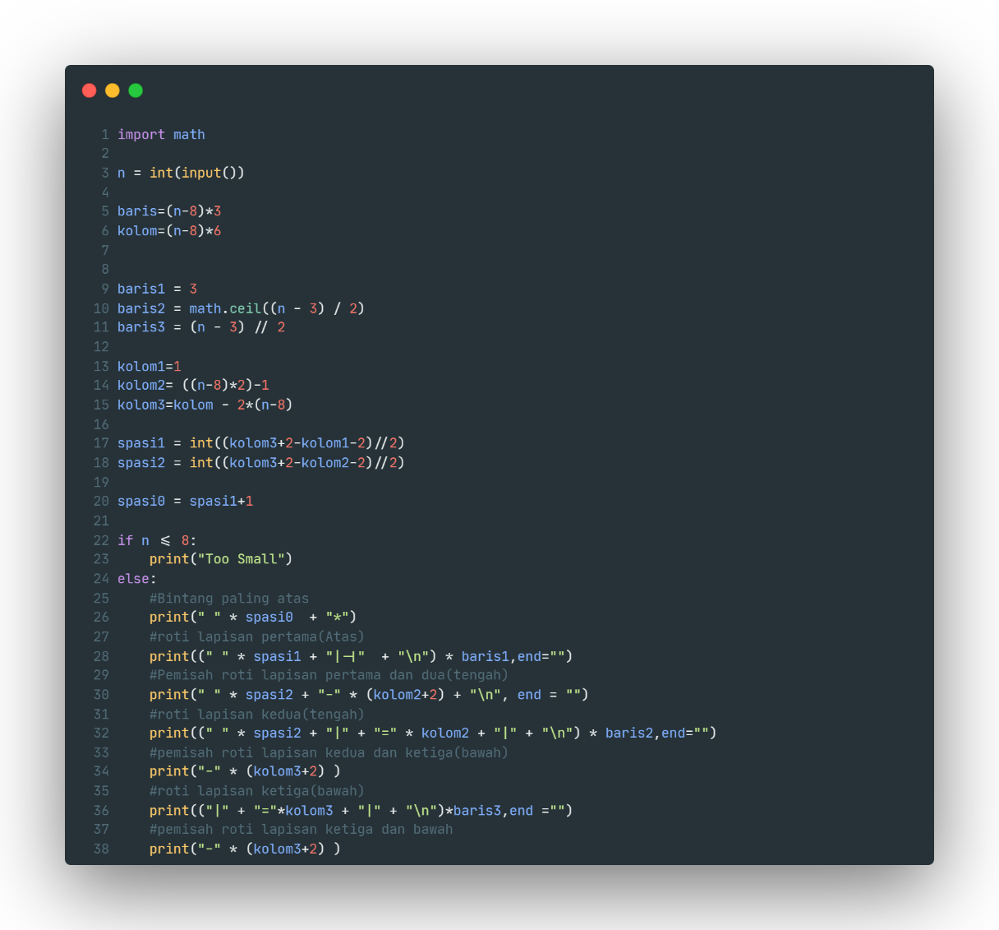 1 import math
2
3 n = int(input())
4
5 baris=(n-8)*3
6 kolom=(n-8)*6
7
8
9 baris1 = 3
10 baris2 = math.ceil((n - 3) / 2)
11 baris3 = (n - 3) // 2
12
13 kolom1=1
14 kolom2= ((n-8)*2)-1
15 kolom3=kolom - 2*(n-8)
16
17 spasi1 = int((kolom3+2-kolom1-2)//2)
18 spasi2 = int((kolom3+2-kolom2-2)//2)
19
20 spasi0 = spasi1+1
21
22 if n <= 8:
23     print("Too Small")
24 else:
25     #Bintang paling atas
26     print(" " * spasi0  + "*")
27     #roti lapisan pertama(Atas)
28     print((" " * spasi1 + "|-|"  + "\n") * baris1,end="")
29     #Pemisah roti lapisan pertama dan dua(tengah)
30     print(" " * spasi2 + "-" * (kolom2+2) + "\n", end = "")
31     #roti lapisan kedua(tengah)
32     print((" " * spasi2 + "|" + "=" * kolom2 + "|" + "\n") * baris2,end="")
33     #pemisah roti lapisan kedua dan ketiga(bawah)
34     print("-" * (kolom3+2) )
35     #roti lapisan ketiga(bawah)
36     print(("|" + "="*kolom3 + "|" + "\n")*baris3,end ="")
37     #pemisah roti lapisan ketiga dan bawah
38     print("-" * (kolom3+2) )